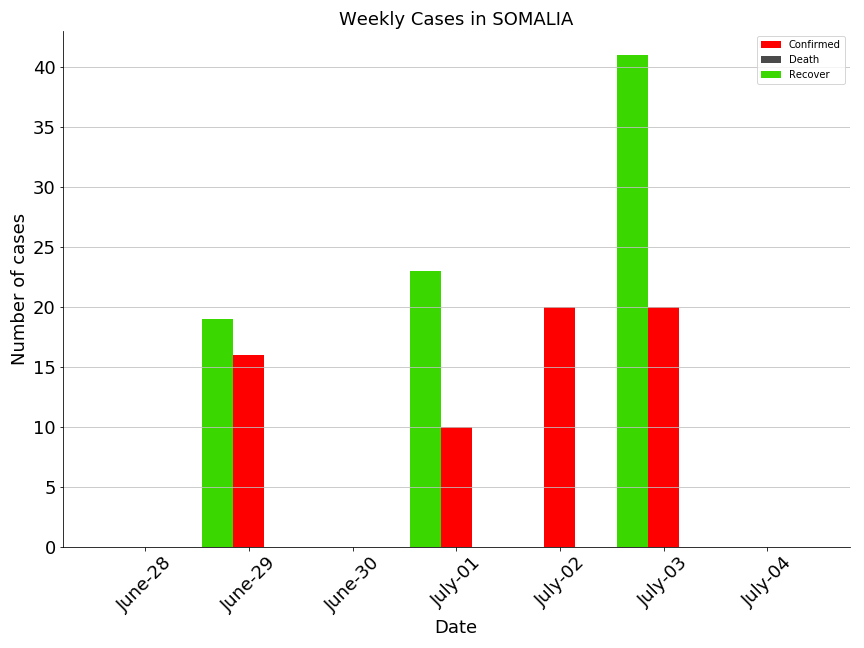 Weekly Cases in SOMALIA
Confirmed
Death
Recover
Number of cases
40
35
30
25
20
15
10
5
0
June-28
June-29
June-30
July-01
July-02
July-03
July-04
Date